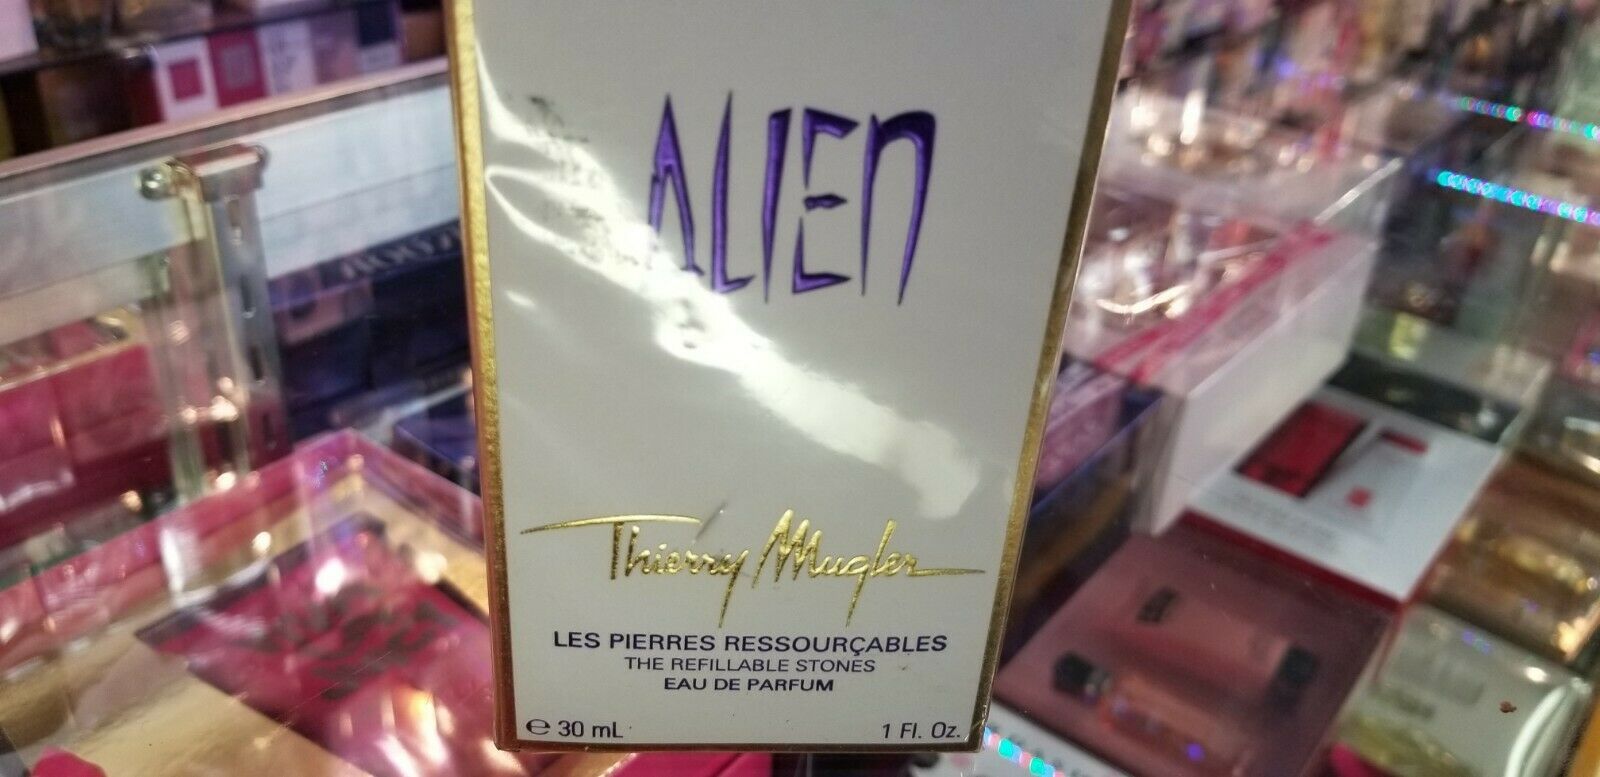 ALIEN
Thierry Mugler
LES PIERRES RESSOURÇABLES
THE REFILLABLE STONES
EAU DE PARFUM
℮ 30 mL 1 Fl. Oz.